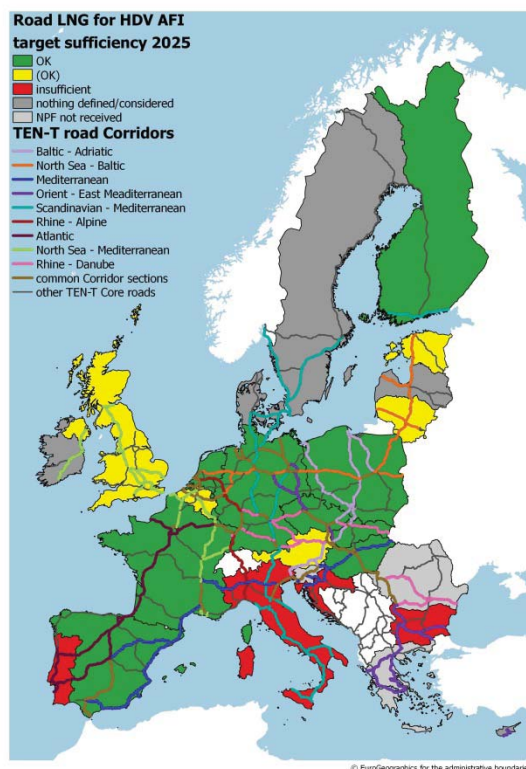 Road LNG for HDV AFI
target sufficiency 2025
OK
(OK)
insufficient
nothing defined/considered
NPF not received
TEN-T road Corridors
Baltic - Adriatic
North Sea - Baltic
Mediterranean
Orient - East Meaditerranean
Scandinavian - Mediterranean
Rhine - Alpine
Atlantic
North Sea - Mediterranean
Rhine - Danube
common Corridor sections
other TEN-T Core roads
© EuroGeographics for the administrative boundaries